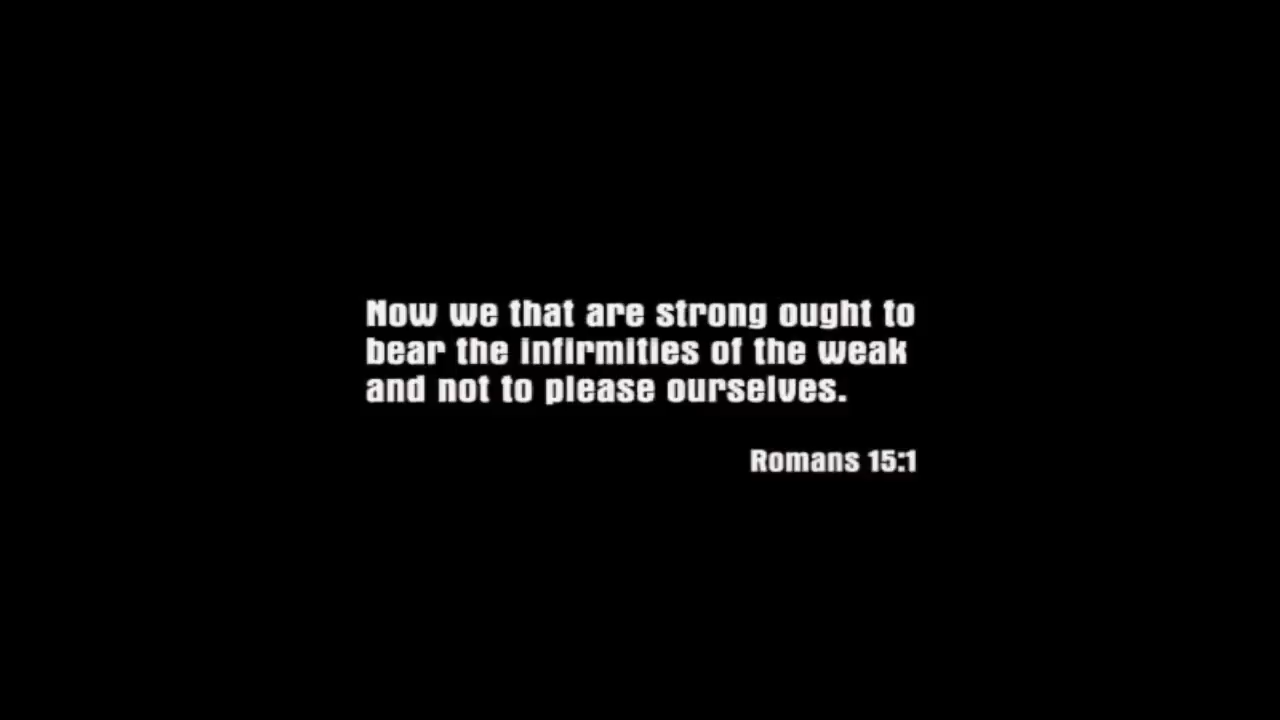 Now we that are strong ought to
bear the infirmities of the weak
and not to please ourselves.
Romans 15:1